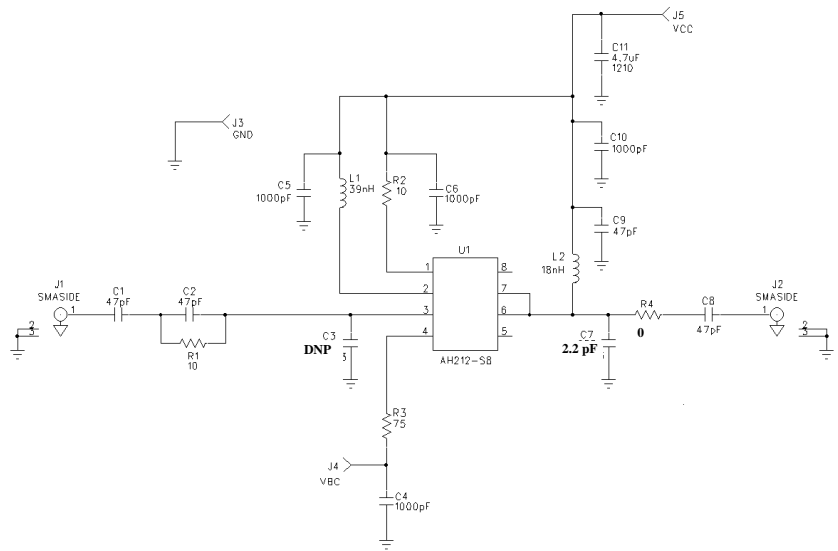 J5
VCC
C11
4.7uF
1210
J3
GND
C10
1000pF
C5
1000pF
L1
39nH
R2
10
C6
1000pF
C9
47pF
U1
L2
18nH
1
2
3
4
8
7
6
5
AH212-S8
J1
SMASIDE
1
2
3
C1
47pF
C2
47pF
R1
10
C3
DNP
C7
2.2 pF
R4
0
C8
47pF
J2
SMASIDE
1
2
3
R3
75
J4
VBC
C4
1000pF